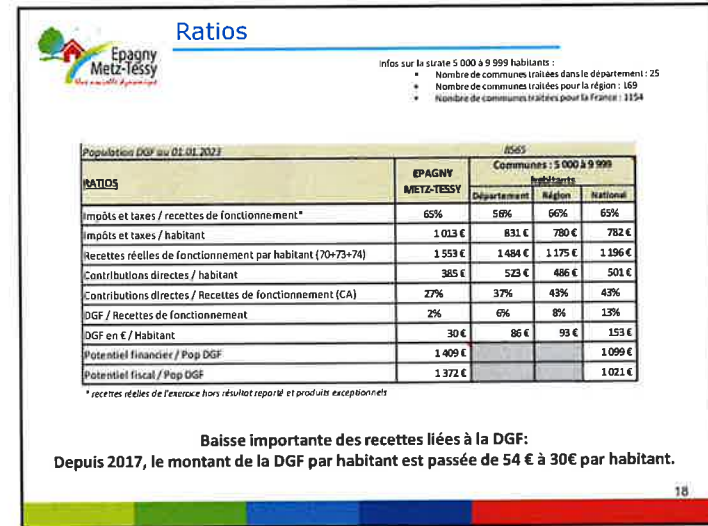 Ratios
Epagny
Metz-Tessy
Une nouvelle dynamique
Infos sur la strate 5 000 à 9 999 habitants :
• Nombre de communes traitées dans le département : 25
• Nombre de communes traitées pour la région : 169
• Nombre de communes traitées pour la France : 1154
Population DGF au 01.01.2023 8565
RATIOS EPAGNY METZ-TESSY Communes : 5 000 à 9 999 habitants
Département Région National
Impôts et taxes / recettes de fonctionnement* 65% 56% 66% 65%
Impôts et taxes / habitant 1 013 € 831 € 780 € 782 €
Recettes réelles de fonctionnement par habitant (70+73+74) 1 553 € 1 484 € 1 175 € 1 196 €
Contributions directes / habitant 385 € 523 € 486 € 501 €
Contributions directes / Recettes de fonctionnement (CA) 27% 37% 43% 43%
DGF / Recettes de fonctionnement 2% 6% 8% 13%
DGF en € / Habitant 30 € 86 € 93 € 153 €
Potentiel financier / Pop DGF 1 409 € 1 099 €
Potentiel fiscal / Pop DGF 1 372 € 1 021 €
* recettes réelles de l'exercice hors résultat reporté et produits exceptionnels
Baisse importante des recettes liées à la DGF:
Depuis 2017, le montant de la DGF par habitant est passée de 54 € à 30€ par habitant.
18